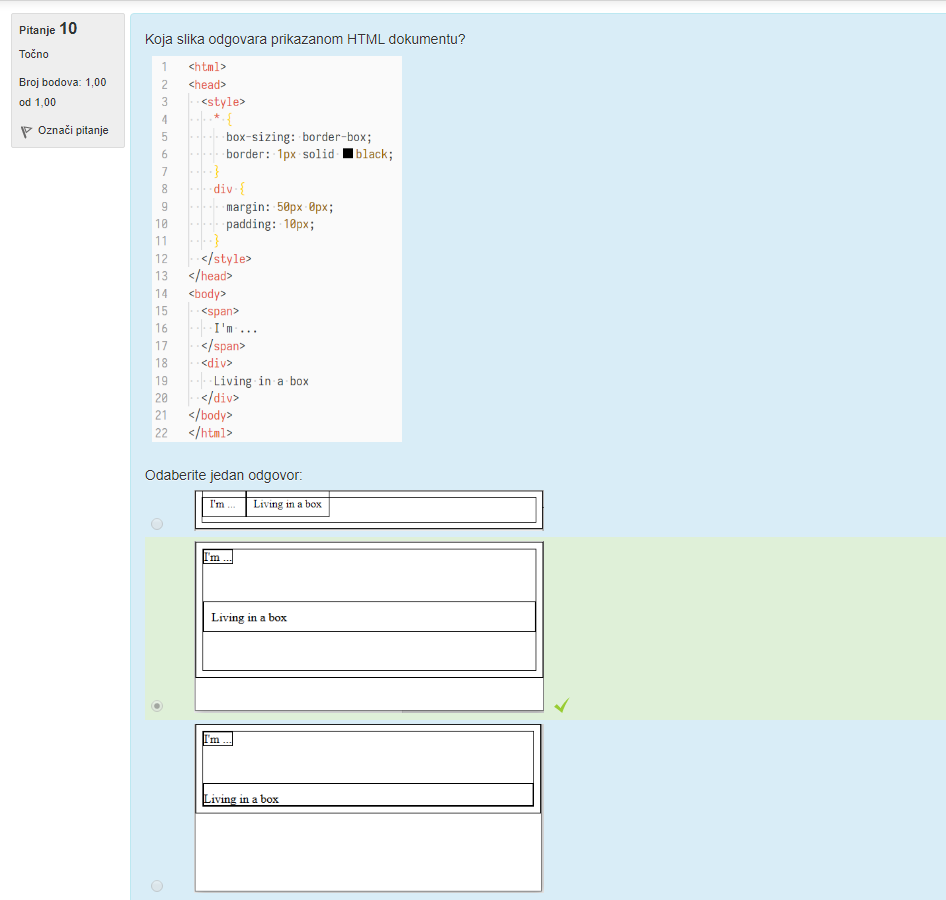 Pitanje 10
Točno
Broj bodova: 1,00
od 1,00
Označi pitanje
Koja slika odgovara prikazanom HTML dokumentu?
1 <html>
2 <head>
3 <style>
4 * {
5 box-sizing: border-box;
6 border: 1px solid black;
7 }
8 div {
9 margin: 50px 0px;
10 padding: 10px;
11 }
12 </style>
13 </head>
14 <body>
15 <span>
16 I'm ...
17 </span>
18 <div>
19 Living in a box
20 </div>
21 </body>
22 </html>
Odaberite jedan odgovor:
I'm ... Living in a box
I'm ...
Living in a box
I'm ...
Living in a box